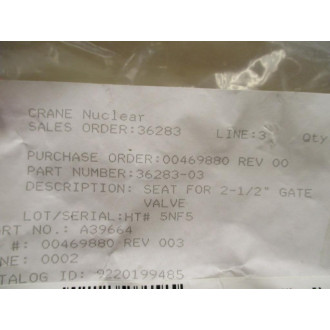 CRANE Nuclear
SALES ORDER:36283 LINE:3 Qty
PURCHASE ORDER:00469880 REV 00
PART NUMBER:36283-03
DESCRIPTION: SEAT FOR 2-1/2" GATE
VALVE
LOT/SERIAL:HT# 5NF5
ART NO.: A39664
#: 00469880 REV 003
NE: 0002
CATALOG ID: 9220199485